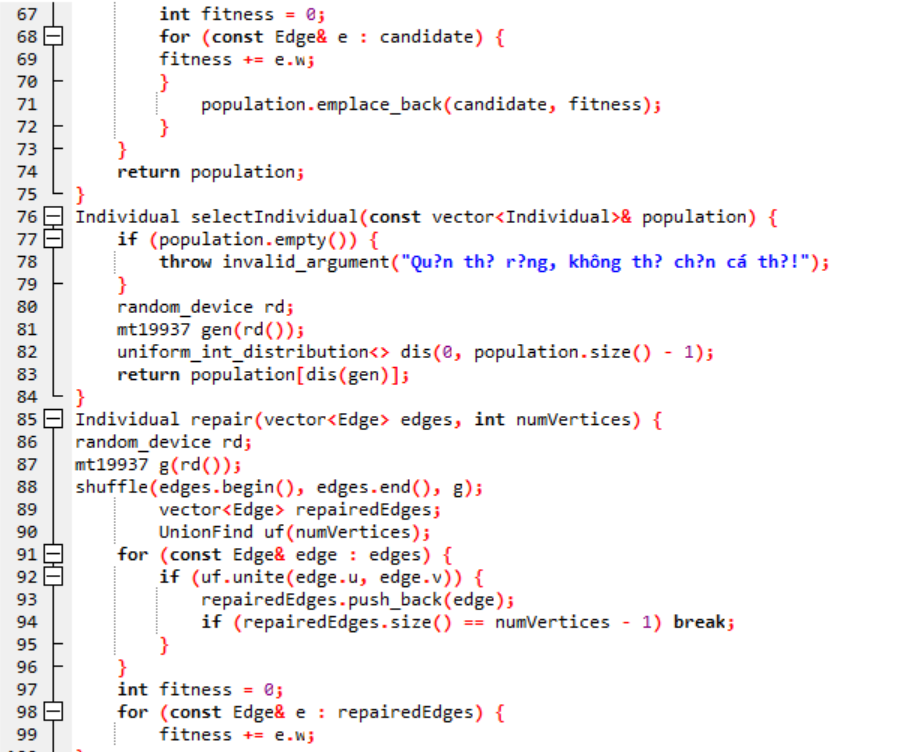 67 int fitness = 0;
68 for (const Edge& e : candidate) {
69 fitness += e.w;
70 }
71 population.emplace_back(candidate, fitness);
72 }
73 }
74 return population;
75 }
76 Individual selectIndividual(const vector<Individual>& population) {
77 if (population.empty()) {
78 throw invalid_argument("Qu?n th? r?ng, không th? ch?n cá th?!");
79 }
80 random_device rd;
81 mt19937 gen(rd());
82 uniform_int_distribution<> dis(0, population.size() - 1);
83 return population[dis(gen)];
84 }
85 Individual repair(vector<Edge> edges, int numVertices) {
86 random_device rd;
87 mt19937 g(rd());
88 shuffle(edges.begin(), edges.end(), g);
89 vector<Edge> repairedEdges;
90 UnionFind uf(numVertices);
91 for (const Edge& edge : edges) {
92 if (uf.unite(edge.u, edge.v)) {
93 repairedEdges.push_back(edge);
94 if (repairedEdges.size() == numVertices - 1) break;
95 }
96 }
97 int fitness = 0;
98 for (const Edge& e : repairedEdges) {
99 fitness += e.w;